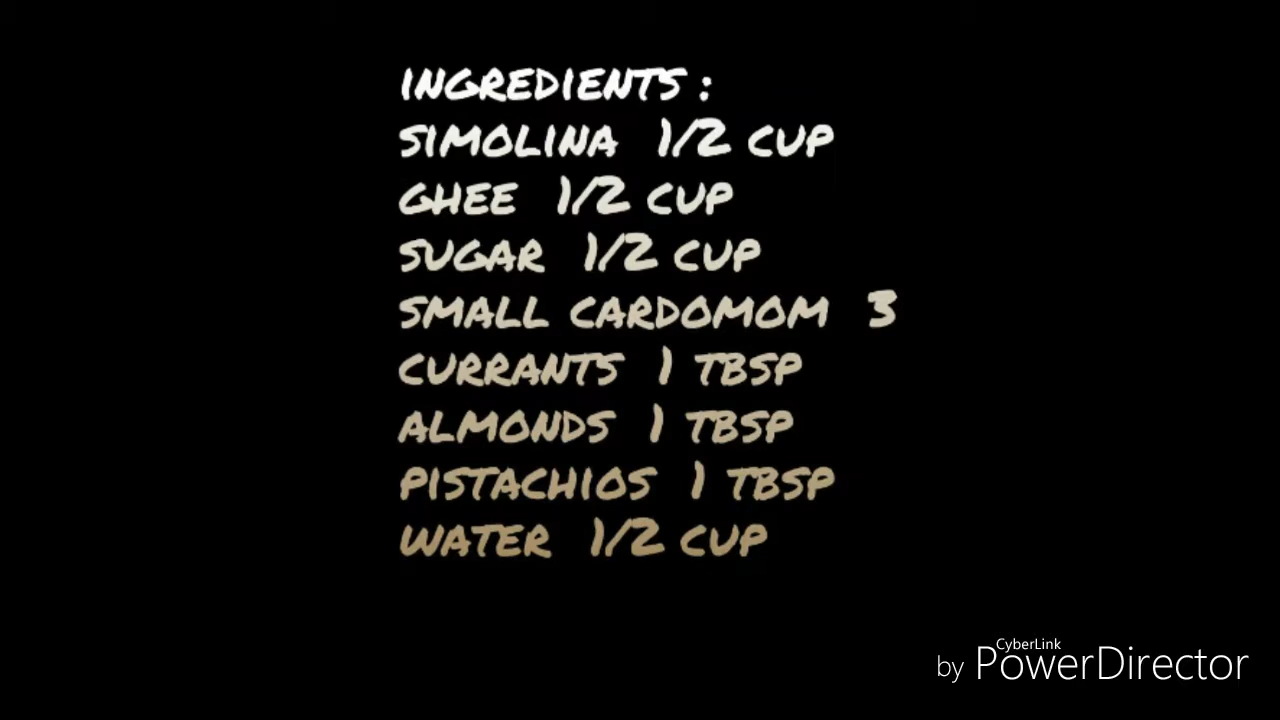 INGREDIENTS :
SIMOLINA 1/2 CUP
GHEE 1/2 CUP
SUGAR 1/2 CUP
SMALL CARDOMOM 3
CURRANTS 1 TBSP
ALMONDS 1 TBSP
PISTACHIOS 1 TBSP
WATER 1/2 CUP
CyberLink
by PowerDirector